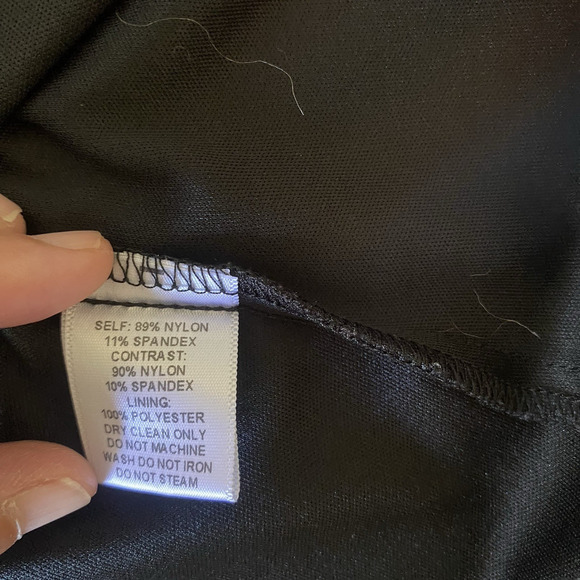 SELF: 89% NYLON
11% SPANDEX
CONTRAST:
90% NYLON
10% SPANDEX
LINING:
100% POLYESTER
DRY CLEAN ONLY
DO NOT MACHINE
WASH DO NOT IRON
DO NOT STEAM